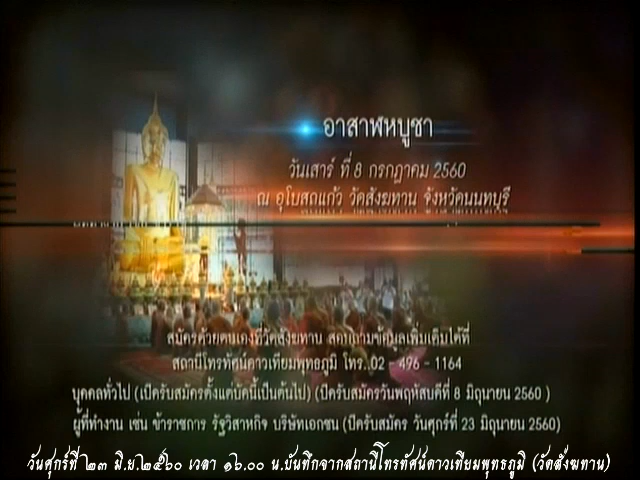 อาสาฬหบูชา
วันเสาร์ ที่ 8 กรกฎาคม 2560
ณ อุโบสถแก้ว วัดสังฆทาน จังหวัดนนทบุรี
สมัครด้วยตนเองที่วัดสังฆทาน สอบถามข้อมูลเพิ่มเติมได้ที่
สถานีโทรทัศน์ดาวเทียมพุทธภูมิ โทร..02 - 496 - 1164
บุคคลทั่วไป (เปิดรับสมัครตั้งแต่บัดนี้เป็นต้นไป) (ปิดรับสมัครวันพฤหัสบดีที่ 8 มิถุนายน 2560 )
ผู้ที่ทำงาน เช่น ข้าราชการ รัฐวิสาหกิจ บริษัทเอกชน (ปิดรับสมัคร วันศุกร์ที่ 23 มิถุนายน 2560)
วันศุกร์ที่ ๒๓ มิ.ย.๒๕๖๐ เวลา ๑๖.๐๐ น.บันทึกจากสถานีโทรทัศน์ดาวเทียมพุทธภูมิ (วัดสังฆทาน)